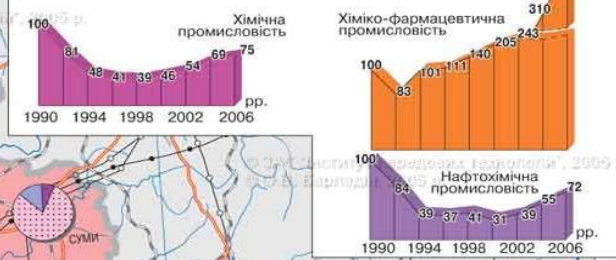 Хімічна
промисловість
100
81
48
41
39
46
54
69
75
рр.
1990 1994 1998 2002 2006
Хіміко-фармацевтична
промисловість
100
83
101
111
140
205
243
310
Нафтохімічна
промисловість
100
84
39
37
41
31
39
55
72
рр.
1990 1994 1998 2002 2006
СУМИ
2005 р.
2005